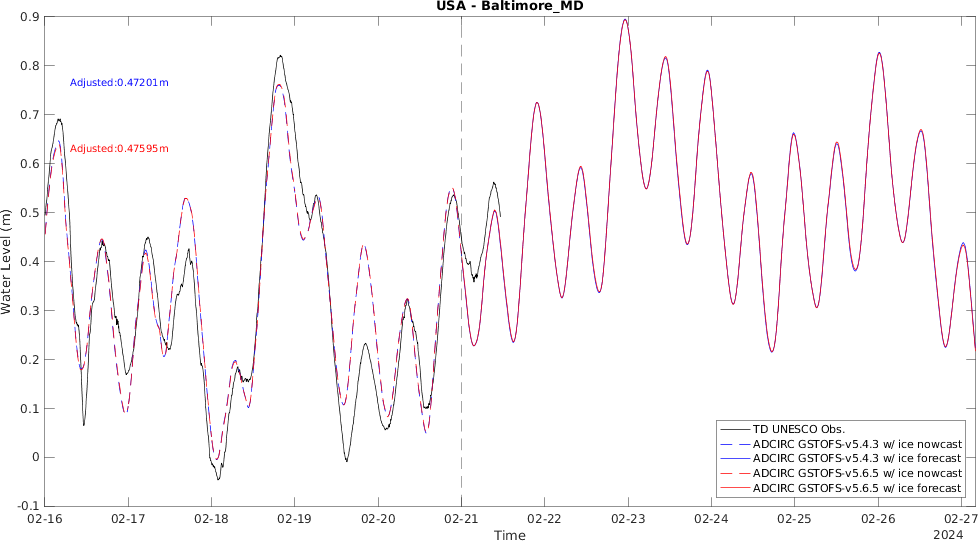 USA - Baltimore_MD
0.9
0.8
0.7
0.6
0.5
0.4
0.3
0.2
0.1
0
-0.1
Water Level (m)
Adjusted:0.47201m
Adjusted:0.47595m
TD UNESCO Obs.
ADCIRC GSTOFS-v5.4.3 w/ ice nowcast
ADCIRC GSTOFS-v5.4.3 w/ ice forecast
ADCIRC GSTOFS-v5.6.5 w/ ice nowcast
ADCIRC GSTOFS-v5.6.5 w/ ice forecast
02-16 02-17 02-18 02-19 02-20 02-21 02-22 02-23 02-24 02-25 02-26 02-27
Time
2024